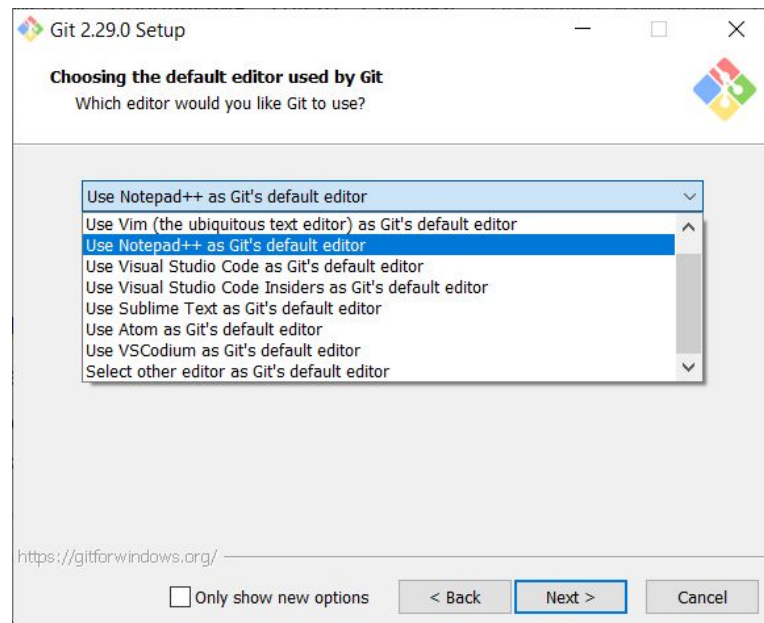 Git 2.29.0 Setup
Choosing the default editor used by Git
Which editor would you like Git to use?
Use Notepad++ as Git's default editor
Use Vim (the ubiquitous text editor) as Git's default editor
Use Notepad++ as Git's default editor
Use Visual Studio Code as Git's default editor
Use Visual Studio Code Insiders as Git's default editor
Use Sublime Text as Git's default editor
Use Atom as Git's default editor
Use VSCodium as Git's default editor
Select other editor as Git's default editor
https://gitforwindows.org/
Only show new options
< Back
Next >
Cancel